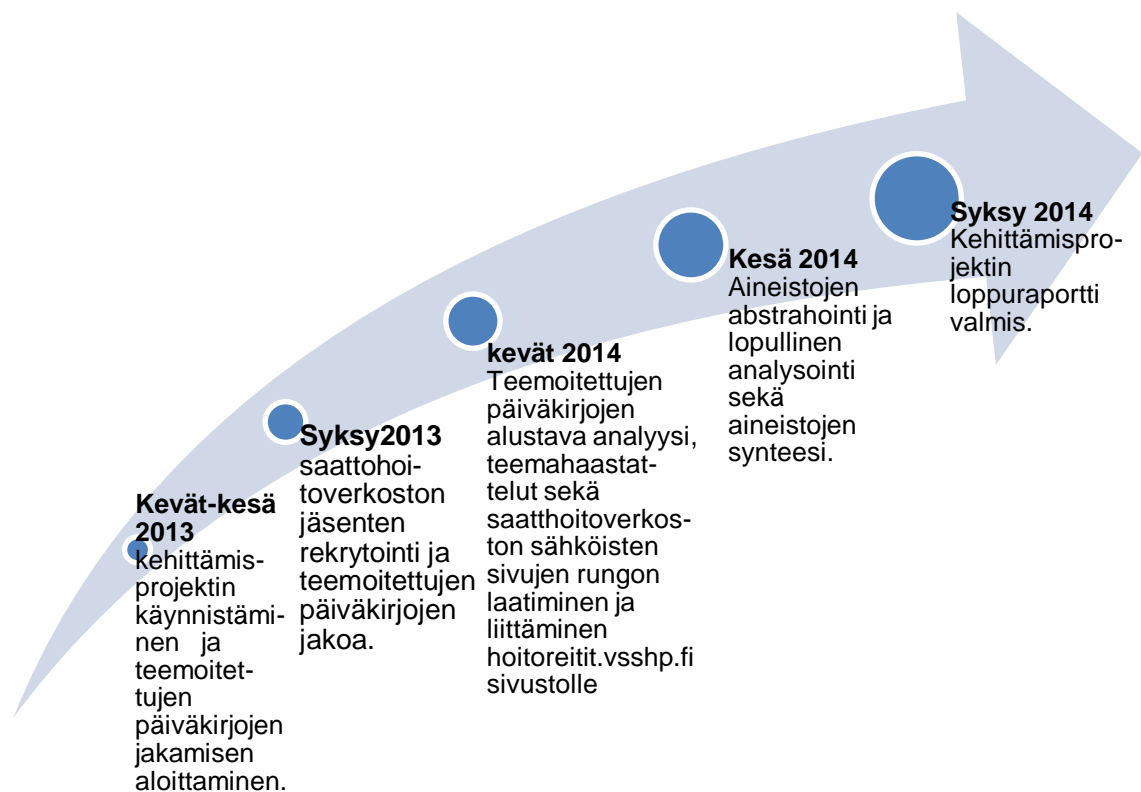 Kevät-kesä
2013
kehittämis-
projektin
käynnistämi-
nen ja
teemoitet-
tujen
päiväkirjojen
jakamisen
aloittaminen.
Syksy2013
saattohoi-
toverkoston
jäsenten
rekrytointi ja
teemoitettujen
päiväkirjojen
jakoa.
kevät 2014
Teemoitettujen
päiväkirjojen
alustava analyysi,
teemahaastat-
telut sekä
saatthoitoverkos-
ton sähköisten
sivujen rungon
laatiminen ja
liittäminen
hoitoreitit.vsshp.fi
sivustolle
Kesä 2014
Aineistojen
abstrahointi ja
lopullinen
analysointi
sekä
aineistojen
synteesi.
Syksy 2014
Kehittämispro-
jektin
loppuraportti
valmis.